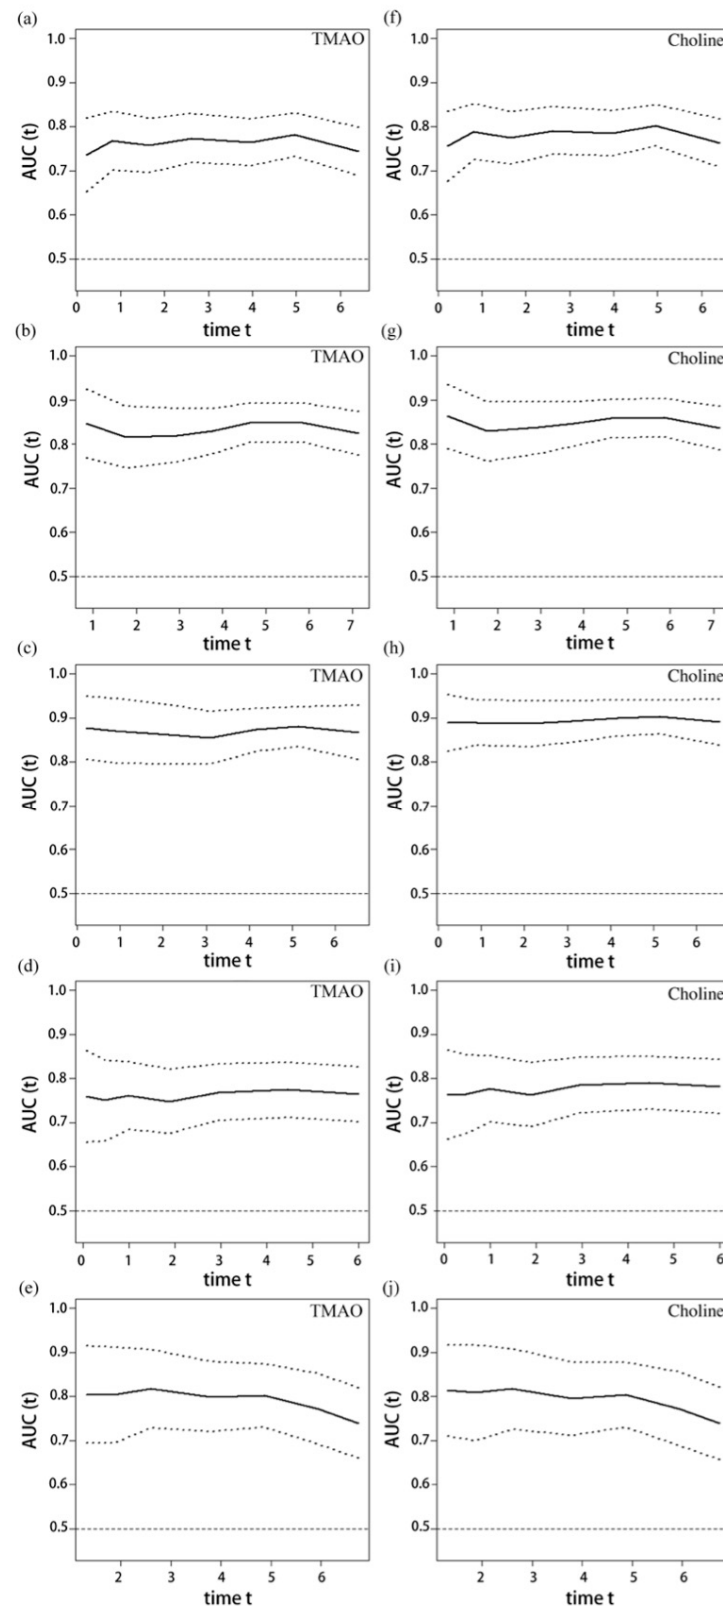 (a) TMAO
1.0
0.9
0.8
0.7
0.6
0.5
AUC (t)
0 1 2 3 4 5 6
time t
(f) Choline
1.0
0.9
0.8
0.7
0.6
0.5
AUC (t)
0 1 2 3 4 5 6
time t
(b) TMAO
1.0
0.9
0.8
0.7
0.6
0.5
AUC (t)
1 2 3 4 5 6 7
time t
(g) Choline
1.0
0.9
0.8
0.7
0.6
0.5
AUC (t)
1 2 3 4 5 6 7
time t
(c) TMAO
1.0
0.9
0.8
0.7
0.6
0.5
AUC (t)
0 1 2 3 4 5 6
time t
(h) Choline
1.0
0.9
0.8
0.7
0.6
0.5
AUC (t)
0 1 2 3 4 5 6
time t
(d) TMAO
1.0
0.9
0.8
0.7
0.6
0.5
AUC (t)
0 1 2 3 4 5 6
time t
(i) Choline
1.0
0.9
0.8
0.7
0.6
0.5
AUC (t)
0 1 2 3 4 5 6
time t
(e) TMAO
1.0
0.9
0.8
0.7
0.6
0.5
AUC (t)
2 3 4 5 6
time t
(j) Choline
1.0
0.9
0.8
0.7
0.6
0.5
AUC (t)
2 3 4 5 6
time t